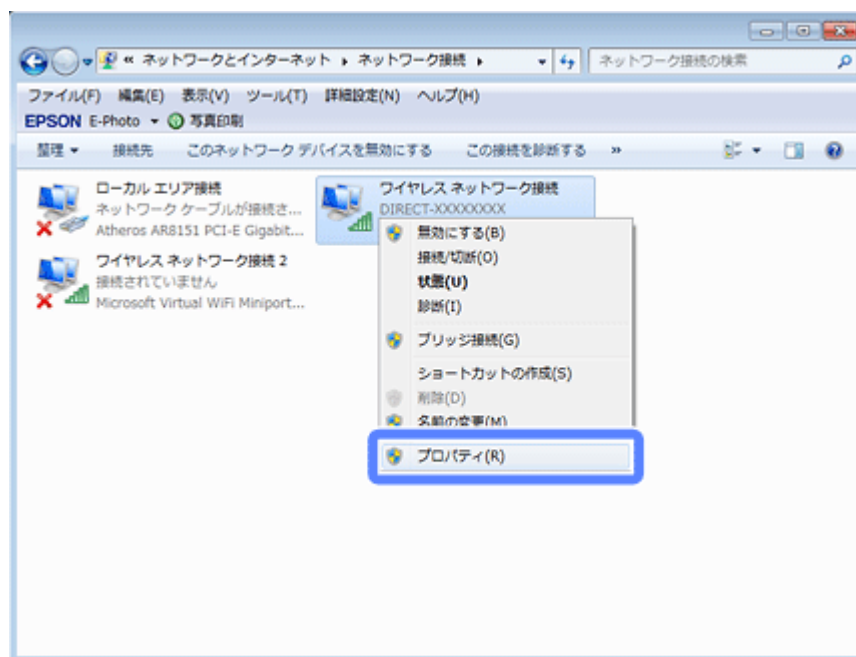 « ネットワークとインターネット ▸ ネットワーク接続 ▸ ネットワーク接続の検索
ファイル(F) 編集(E) 表示(V) ツール(T) 詳細設定(N) ヘルプ(H)
EPSON E-Photo 写真印刷
整理 接続先 このネットワーク デバイスを無効にする この接続を診断する »
ローカル エリア接続
ネットワーク ケーブルが接続さ...
Atheros AR8151 PCI-E Gigabit...
ワイヤレス ネットワーク接続
DIRECT-XXXXXXXX
ワイヤレス ネットワーク接続 2
接続されていません
Microsoft Virtual WiFi Miniport...
無効にする(B)
接続/切断(O)
状態(U)
診断(I)
ブリッジ接続(G)
ショートカットの作成(S)
削除(D)
名前の変更(M)
プロパティ(R)